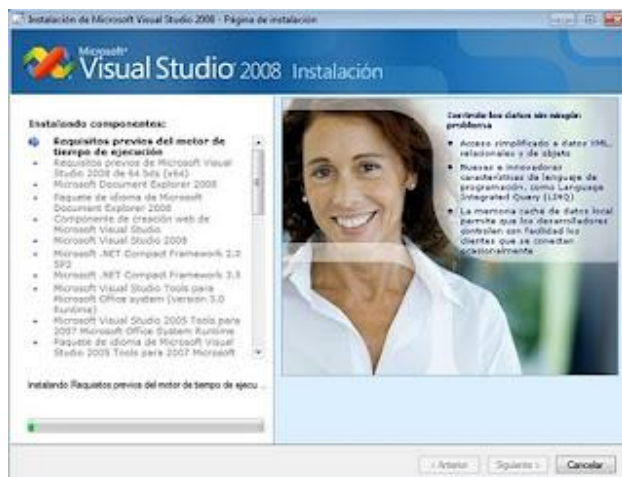 Instalación de Microsoft Visual Studio 2008 - Página de instalación
Microsoft®
Visual Studio 2008 Instalación
Instalando componentes:
Requisitos previos del motor de
tiempo de ejecución
Requisitos previos de Microsoft Visual
Studio 2008 de 64 bits (x64)
Microsoft Document Explorer 2008
Paquete de idioma de Microsoft
Document Explorer 2008
Componente de creación web de
Microsoft Visual Studio
Microsoft Visual Studio 2008
Microsoft .NET Compact Framework 2.0
SP2
Microsoft .NET Compact Framework 3.5
Microsoft Visual Studio Tools para
Microsoft Office system (version 3.0
Runtime)
Microsoft Visual Studio 2005 Tools para
2007 Microsoft Office System Runtime
Paquete de idioma de Microsoft Visual
Studio 2005 Tools para 2007 Microsoft
Instalando Requisitos previos del motor de tiempo de ejecu ...
Controle los datos sin ningún
problema
Acceso simplificado a datos XML,
relacionales y de objeto
Nuevas e innovadoras
características de lenguaje de
programación, como Language
Integrated Query (LINQ)
La memoria caché de datos local
permite que los desarrolladores
controlen con facilidad los
clientes que se conectan
ocasionalmente
< Anterior
Siguiente >
Cancelar